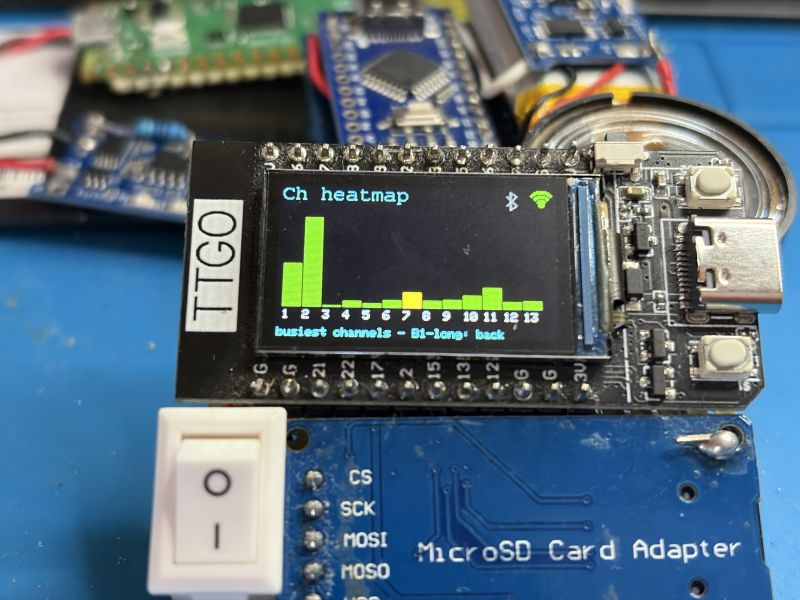 TTGO
Ch heatmap
1 2 3 4 5 6 7 8 9 10 11 12 13
busiest channels - B1-long: back
G G 21 22 17 2 15 13 12 G G 3V
O
I
CS
SCK
MOSI
MOSO
MicroSD Card Adapter